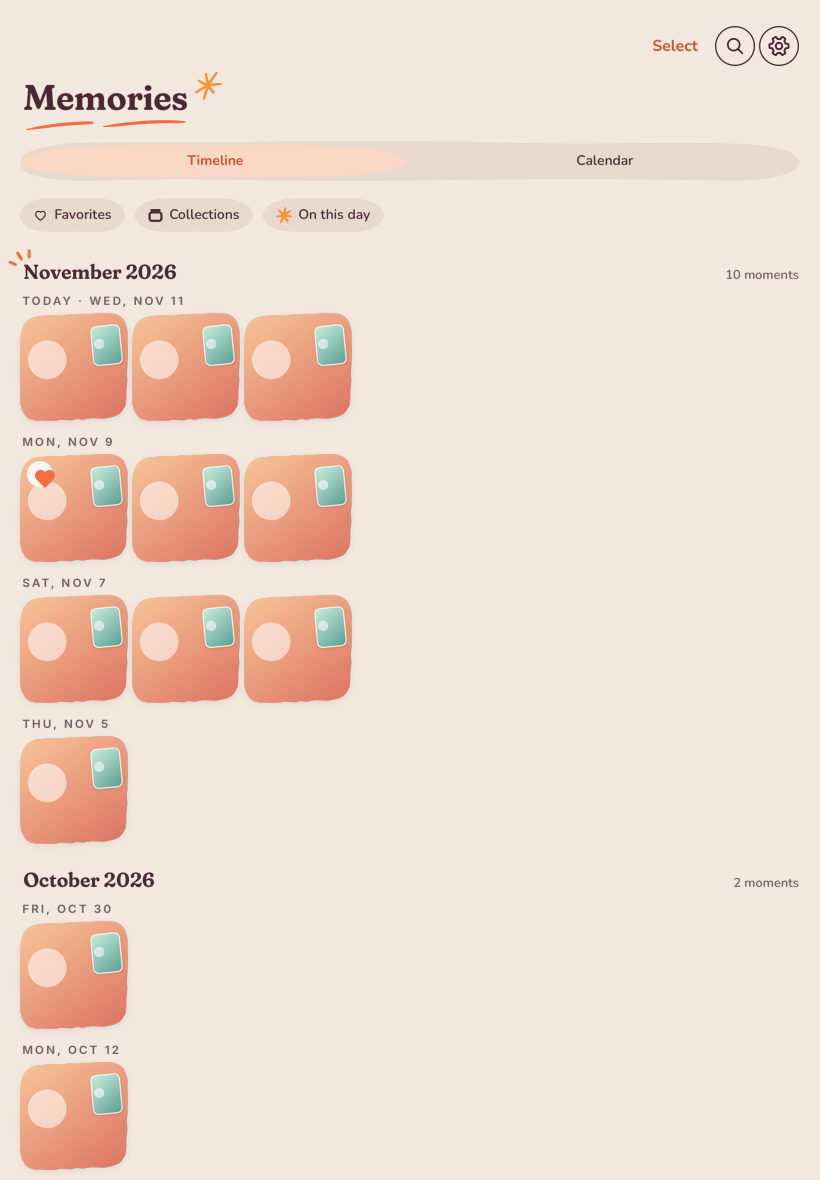 Select
Memories
Timeline
Calendar
Favorites
Collections
On this day
November 2026
10 moments
TODAY · WED, NOV 11
MON, NOV 9
SAT, NOV 7
THU, NOV 5
October 2026
2 moments
FRI, OCT 30
MON, OCT 12